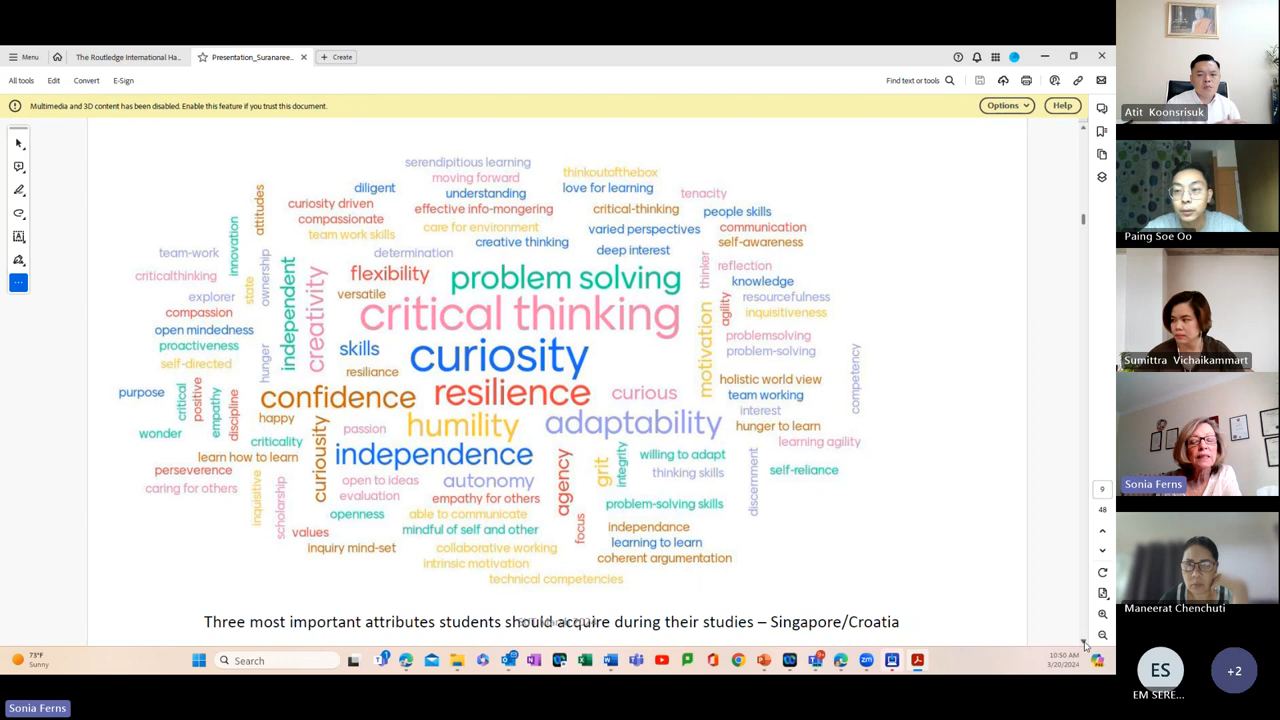 Menu
The Routledge International Ha...
Presentation_Suranaree...
Create
All tools
Edit
Convert
E-Sign
Find text or tools
Multimedia and 3D content has been disabled. Enable this feature if you trust this document.
Options
Help
serendipitious learning
thinkoutofthebox
moving forward
diligent
understanding
love for learning
tenacity
attitudes
curiosity driven
effective info-mongering
critical-thinking
people skills
compassionate
care for environment
varied perspectives
communication
team work skills
creative thinking
self-awareness
innovation
team-work
determination
deep interest
ownership
independent
creativity
flexibility
problem solving
thinker
reflection
criticalthinking
state
knowledge
explorer
versatile
critical thinking
motivation
agility
resourcefulness
compassion
inquisitiveness
open mindedness
problemsolving
proactiveness
hunger
skills
curiosity
problem-solving
self-directed
resiliance
holistic world view
competency
purpose
critical
positive
empathy
discipline
confidence
resilience
curious
team working
happy
passion
humility
adaptability
interest
hunger to learn
wonder
criticality
curiousity
independence
learning agility
learn how to learn
agency
grit
integrity
willing to adapt
discernment
perseverence
open to ideas
autonomy
thinking skills
self-reliance
caring for others
inquisitive
scholarship
evaluation
empathy for others
problem-solving skills
openness
able to communicate
focus
values
mindful of self and other
independance
inquiry mind-set
collaborative working
learning to learn
intrinsic motivation
coherent argumentation
technical competencies
Three most important attributes students should acquire during their studies – Singapore/Croatia
9
48
73°F
Sunny
Search
10:50 AM
3/20/2024
Atit Koonsrisuk
Paing Soe Oo
Sumittra Vichaikammart
Sonia Ferns
Maneerat Chenchuti
ES
EM SERE...
+2
Sonia Ferns